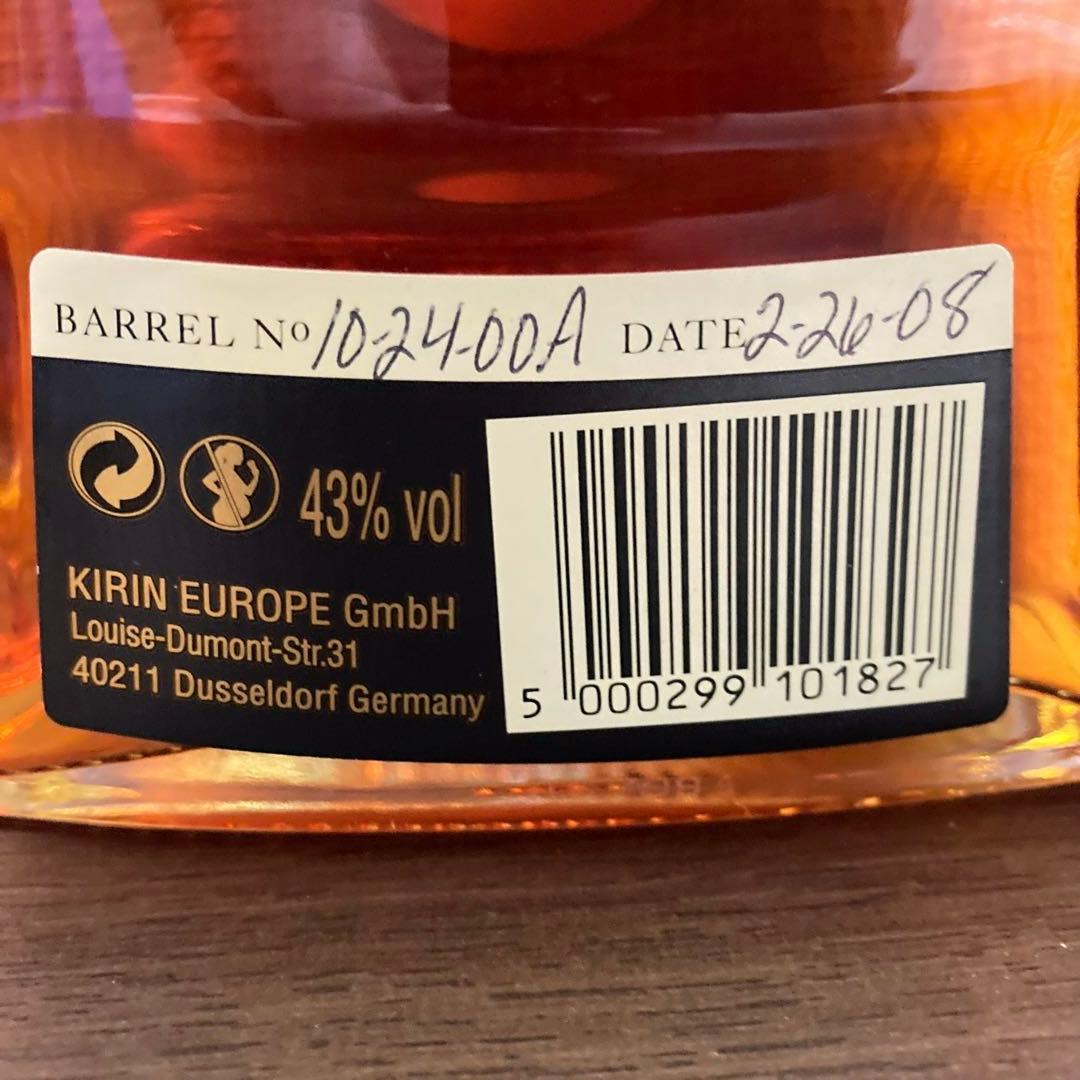 BARREL Nº 10-24-00A DATE 2-26-08
43% vol
KIRIN EUROPE GmbH
Louise-Dumont-Str.31
40211 Dusseldorf Germany
5 000299 101827